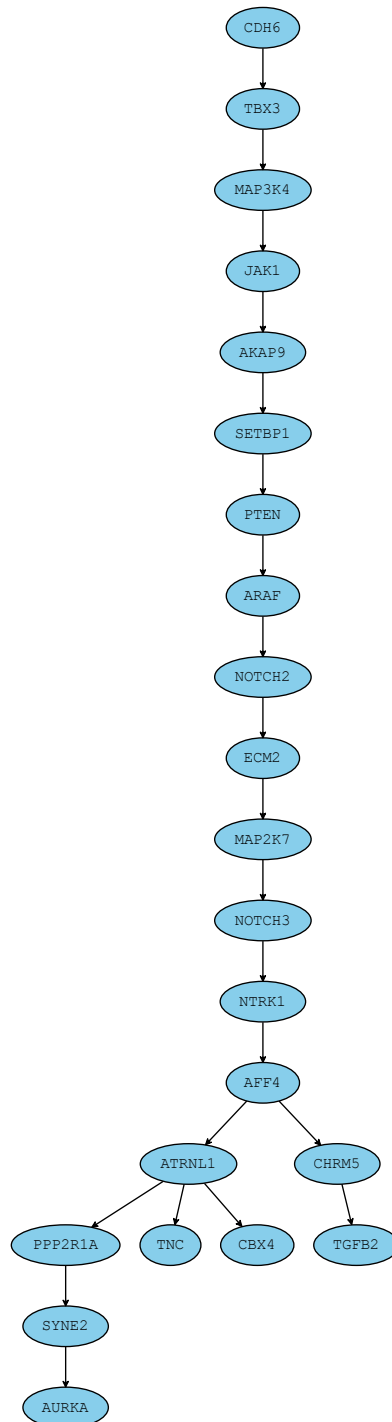 CDH6
TBX3
MAP3K4
JAK1
AKAP9
SETBP1
PTEN
ARAF
NOTCH2
ECM2
MAP2K7
NOTCH3
NTRK1
AFF4
ATRNL1 CHRM5
PPP2R1A TNC CBX4 TGFB2
SYNE2
AURKA